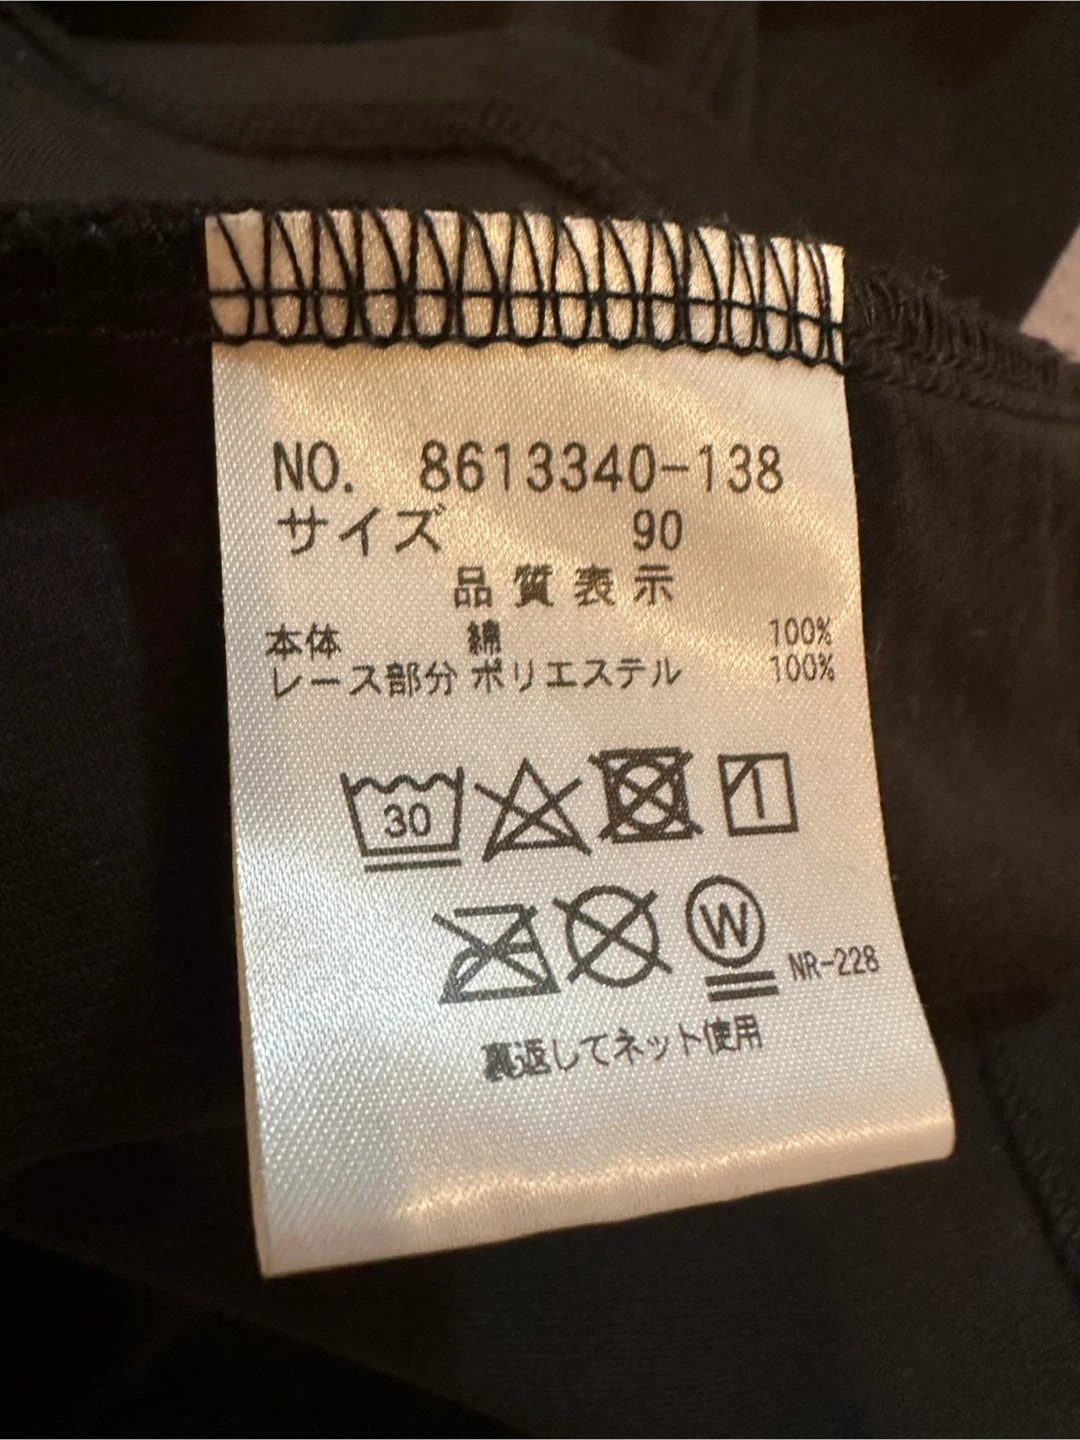 NO. 8613340-138
サイズ 90
品質表示
本体 綿 100%
レース部分 ポリエステル 100%
30
W
NR-228
裏返してネット使用